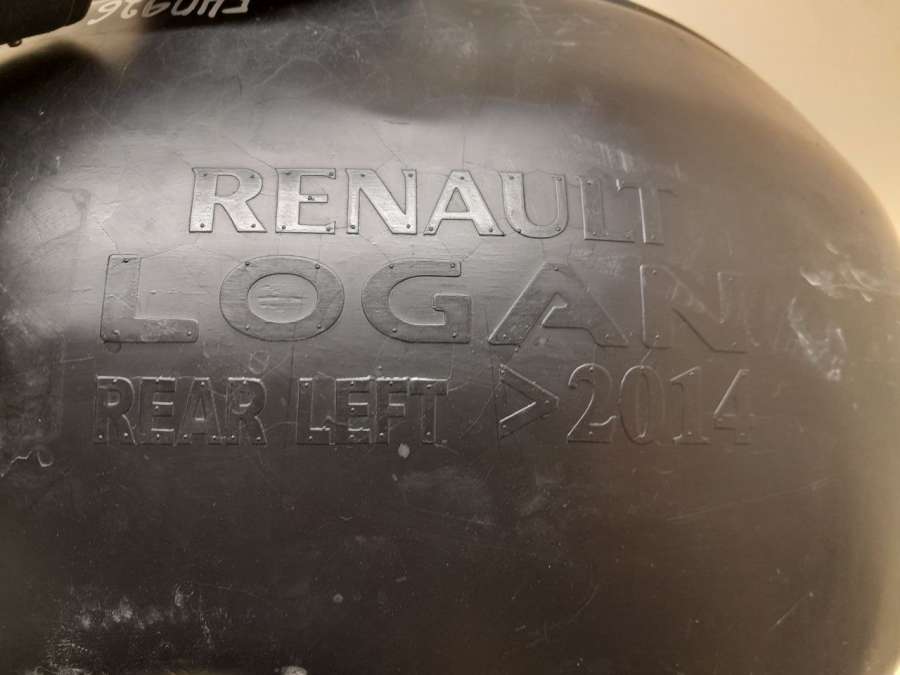 RENAULT
LOGAN
REAR LEFT >2014